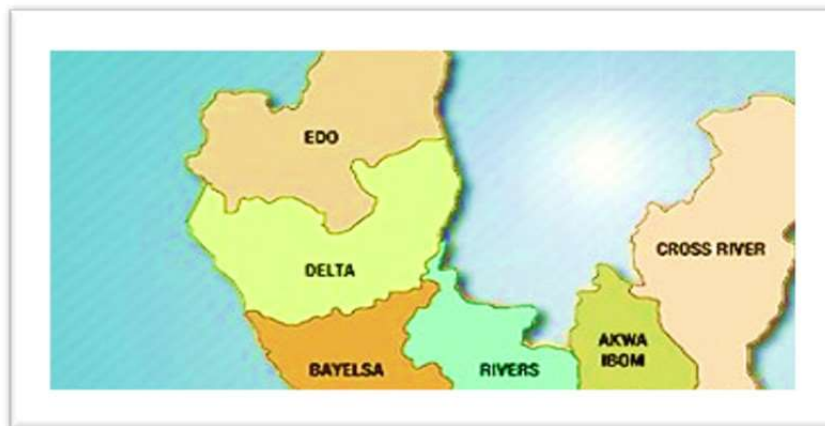 EDO
DELTA
CROSS RIVER
BAYELSA
RIVERS
AKWA
IBOM